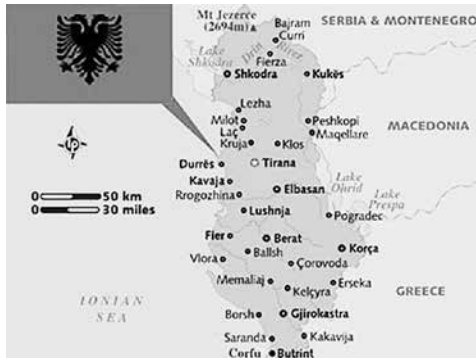 Mt Jezerce
(2694m)
Bajram
Curri
SERBIA & MONTENEGRO
Lake
Shkodra
Drin
River
Fierza
Shkodra
Kukës
Lezha
Milot
Laç
Kruja
Peshkopi
Maqellare
Klos
MACEDONIA
Durrës
Tirana
Kavaja
Rrogozhina
Elbasan
Lake
Ohrid
Lake
Prespa
0 50 km
0 30 miles
Lushnja
Pogradec
Fier
Berat
Ballsh
Korça
Vlora
Çorovoda
Memaliaj
Kelçyra
Erseka
GREECE
IONIAN
SEA
Borsh
Gjirokastra
Saranda
Kakavija
Corfu
Butrint